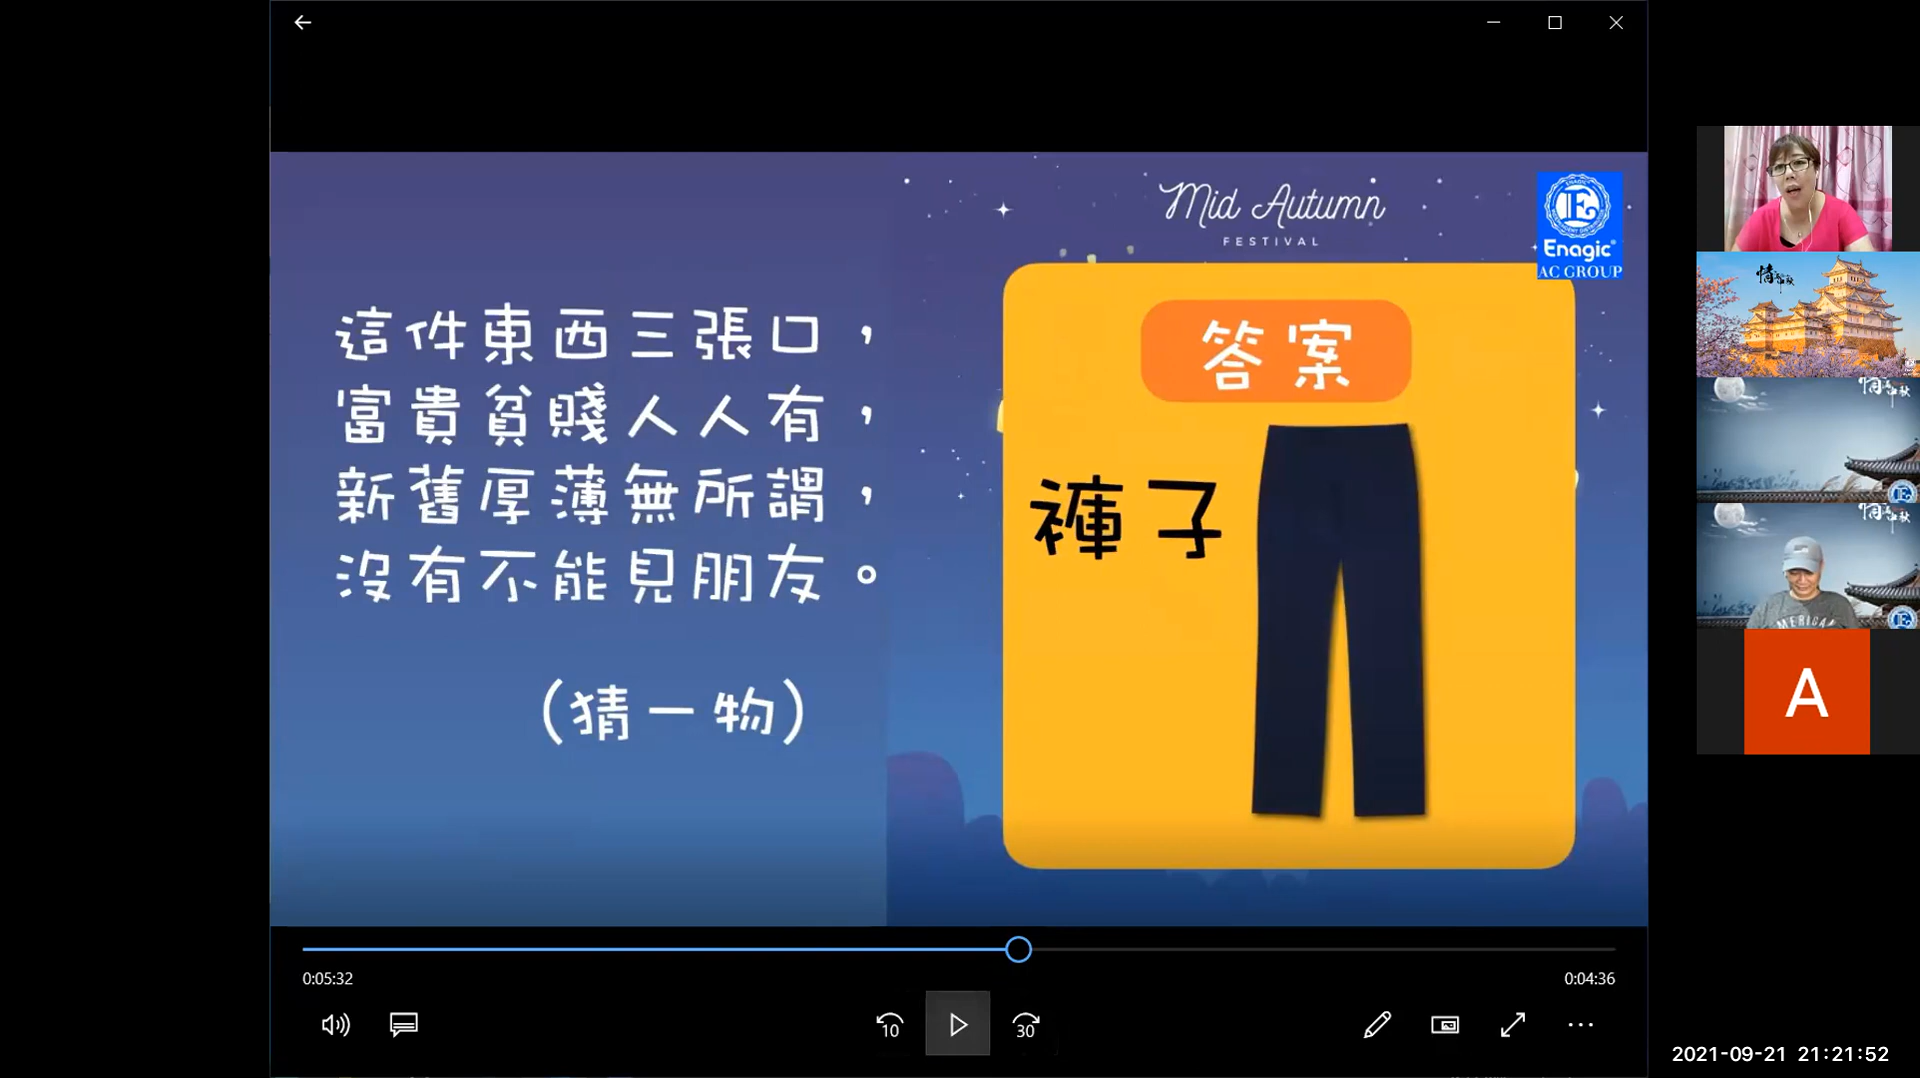 Mid Autumn
FESTIVAL
Enagic®
AC GROUP
這件東西三張口，
富貴貧賤人人有，
新舊厚薄無所謂，
沒有不能見朋友。
（猜一物）
答案
褲子
0:05:32
0:04:36
10
30
A
2021-09-21 21:21:52